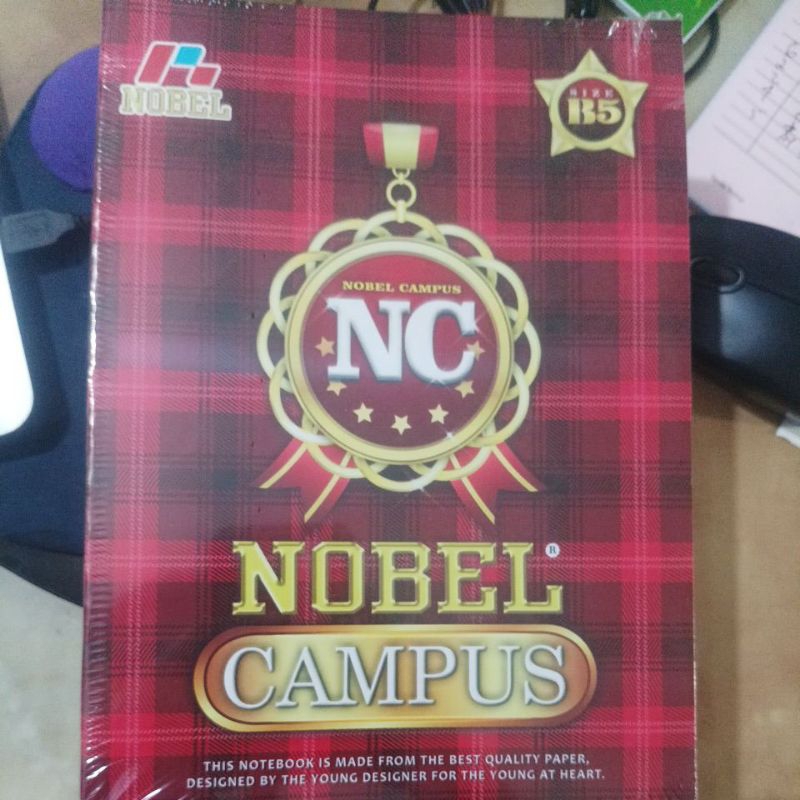 NOBEL
SIZE
B5
NOBEL CAMPUS
NC
NOBEL®
CAMPUS
THIS NOTEBOOK IS MADE FROM THE BEST QUALITY PAPER,
DESIGNED BY THE YOUNG DESIGNER FOR THE YOUNG AT HEART.